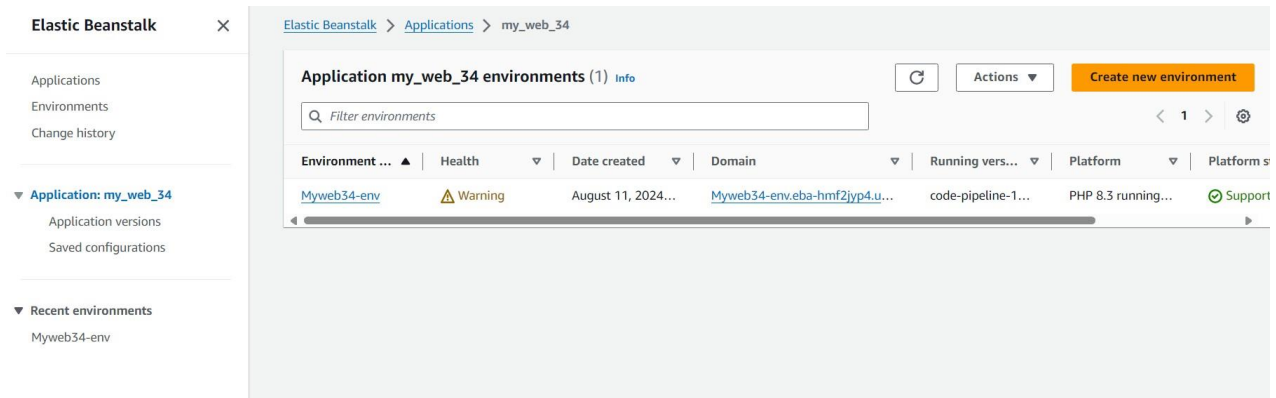 Elastic Beanstalk
Applications
Environments
Change history
Application: my_web_34
Application versions
Saved configurations
Recent environments
Myweb34-env
Elastic Beanstalk > Applications > my_web_34
Application my_web_34 environments (1) Info
Actions
Create new environment
Filter environments
1
Environment ... Health Date created Domain Running vers... Platform Platform s
Myweb34-env Warning August 11, 2024... Myweb34-env.eba-hmf2jyp4.u... code-pipeline-1... PHP 8.3 running... Support